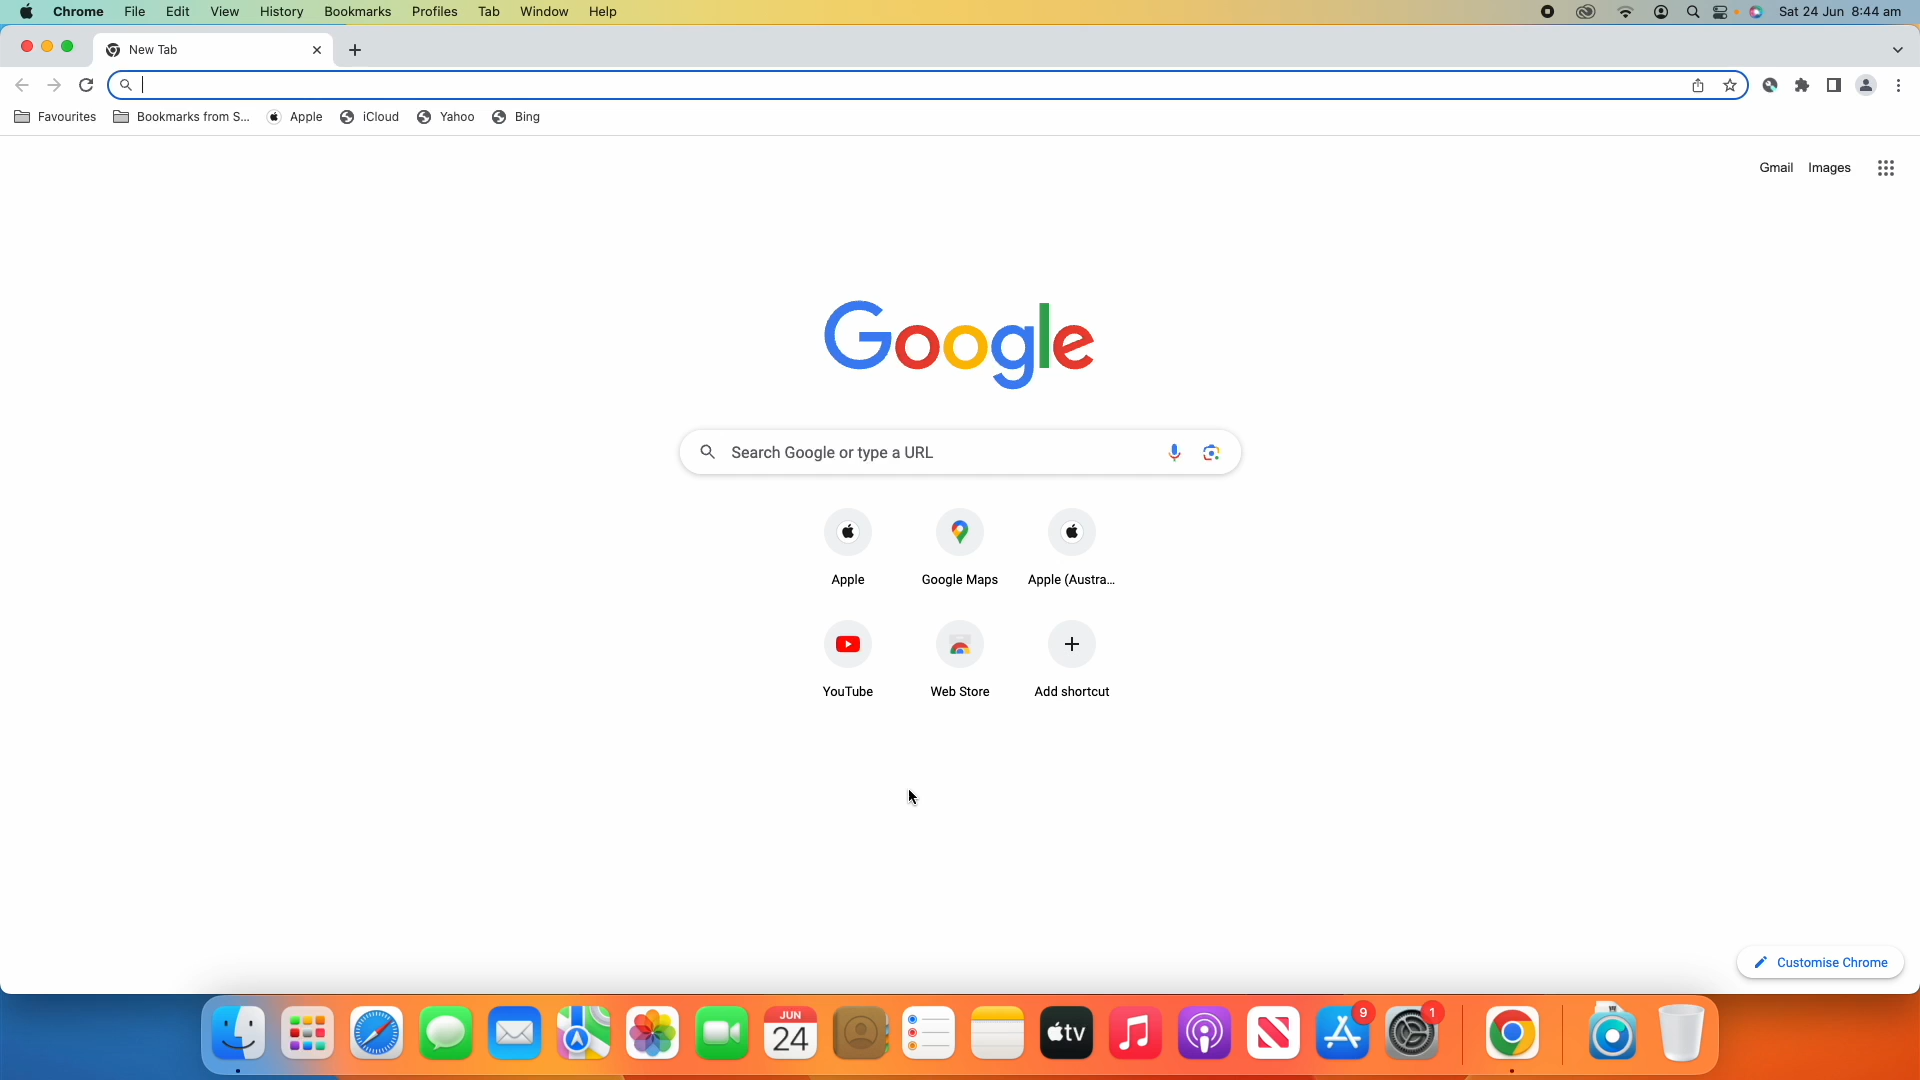 Chrome File Edit View History Bookmarks Profiles Tab Window Help Sat 24 Jun 8:44 am
New Tab
Favourites Bookmarks from S... Apple iCloud Yahoo Bing
Gmail Images
Google
Search Google or type a URL
Apple Google Maps Apple (Austra...
YouTube Web Store Add shortcut
Customise Chrome
JUN
24
tv
9
1